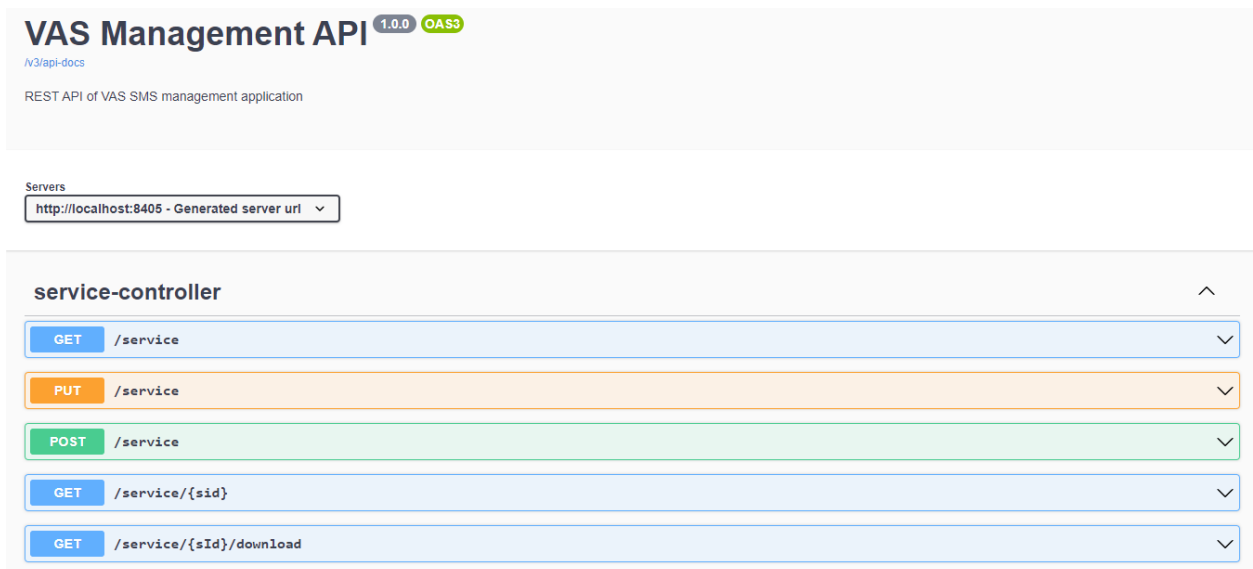 VAS Management API 1.0.0 OAS3
/v3/api-docs
REST API of VAS SMS management application
Servers
http://localhost:8405 - Generated server url
service-controller
GET /service
PUT /service
POST /service
GET /service/{sid}
GET /service/{sId}/download